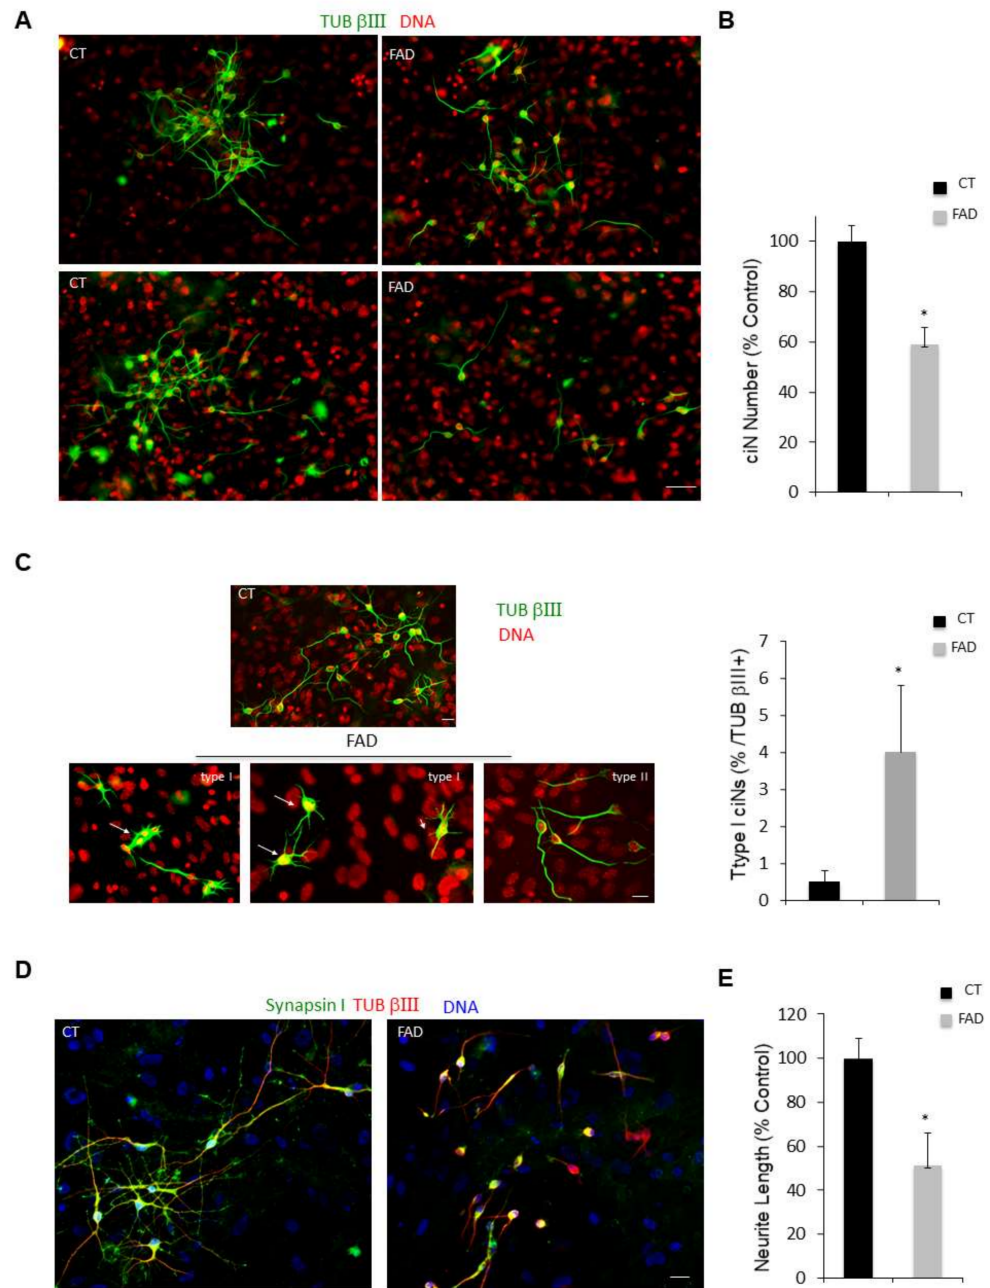 A
TUB βIII DNA
CT
FAD
CT
FAD
B
CT
FAD
ciN Number (% Control)
100
80
60
40
20
0
*
C
CT
TUB βIII
DNA
FAD
type I
type I
type II
CT
FAD
Ttype I ciNs (% /TUB βIII+)
7
6
5
4
3
2
1
0
*
D
Synapsin I TUB βIII DNA
CT
FAD
E
CT
FAD
Neurite Length (% Control)
120
100
80
60
40
20
0
*